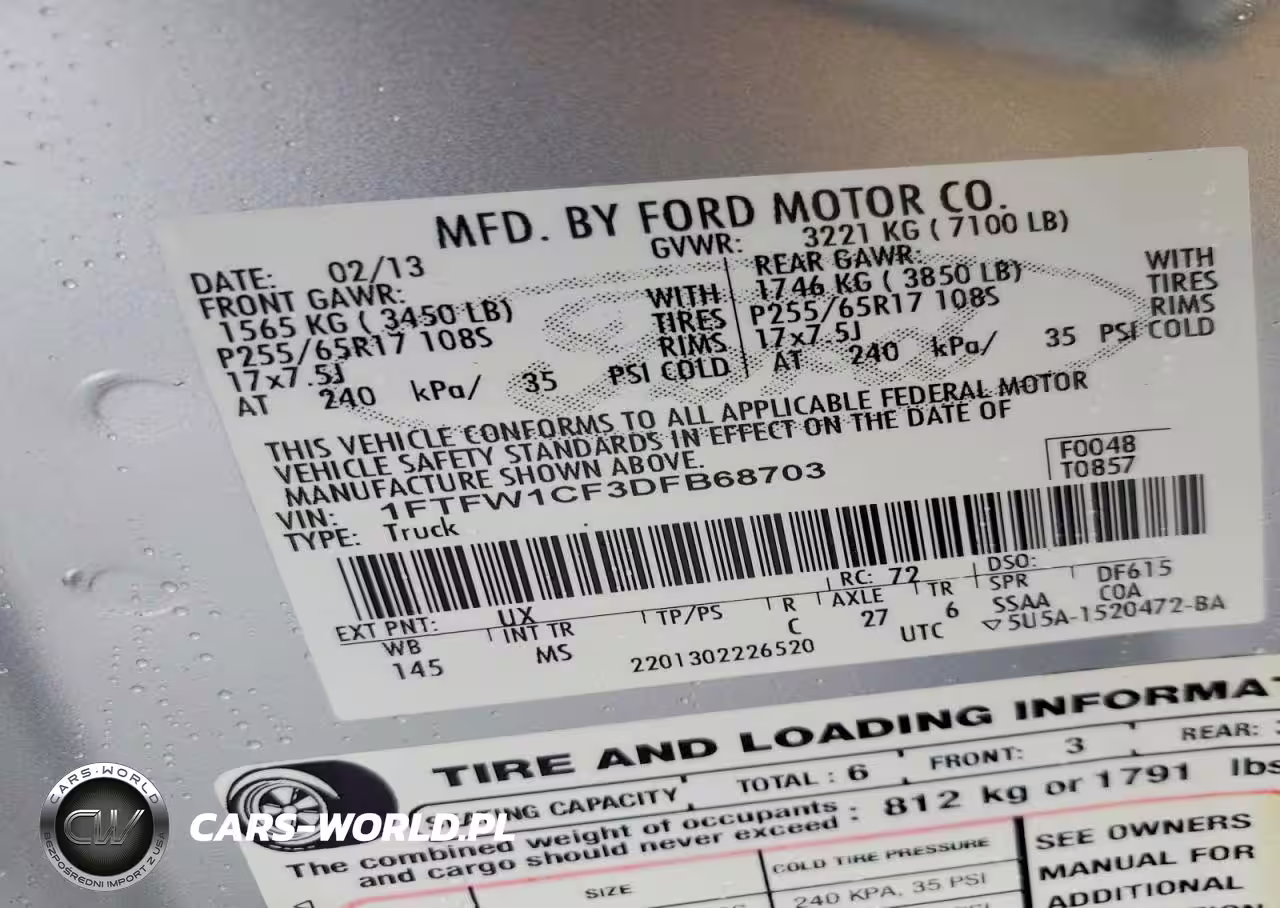 MFD. BY FORD MOTOR CO.
DATE: 02/13
GVWR: 3221 KG ( 7100 LB)
FRONT GAWR:
1565 KG ( 3450 LB) WITH
P255/65R17 108S TIRES
17x7.5J RIMS
AT 240 kPa/ 35 PSI COLD
REAR GAWR: WITH
1746 KG ( 3850 LB) TIRES
P255/65R17 108S RIMS
17x7.5J
AT 240 kPa/ 35 PSI COLD
THIS VEHICLE CONFORMS TO ALL APPLICABLE FEDERAL MOTOR
VEHICLE SAFETY STANDARDS IN EFFECT ON THE DATE OF
MANUFACTURE SHOWN ABOVE.
VIN: 1FTFW1CF3DFB68703
TYPE: Truck
F0048
T0857
EXT PNT: UX RC: 72 DSO:
WB INT TR TP/PS R AXLE TR SPR DF615
145 MS C 27 6 SSAA COA
2201302226520 UTC ▽5U5A-1520472-BA
TIRE AND LOADING INFORMA
TING CAPACITY TOTAL : 6 FRONT: 3 REAR:
The combined weight of occupants : 812 kg or 1791 lbs
and cargo should never exceed :
SIZE
COLD TIRE PRESSURE
240 KPA, 35 PSI
SEE OWNERS
MANUAL FOR
ADDITIONAL
CARS-WORLD
CW
BEZPOŚREDNI IMPORT Z USA
CARS-WORLD.PL